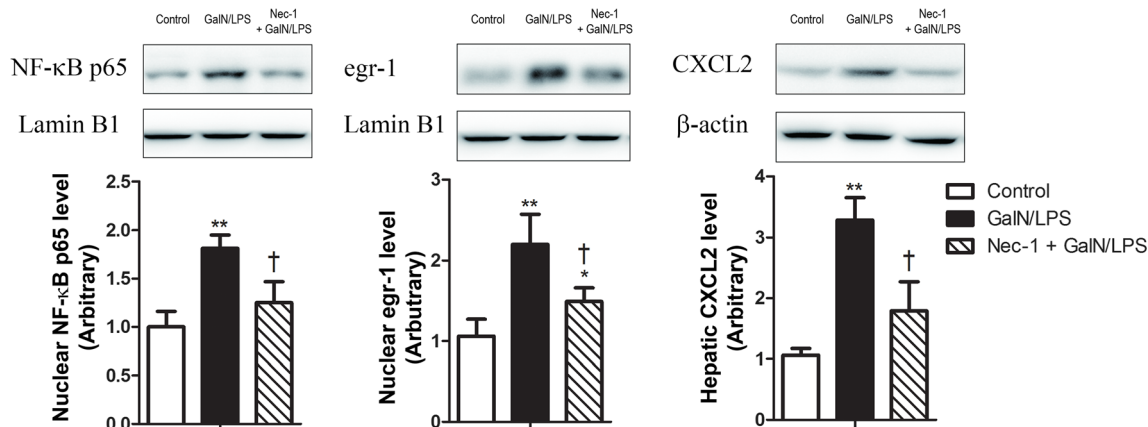 Control GalN/LPS Nec-1
+ GalN/LPS
NF-κB p65
Lamin B1
Nuclear NF-κB p65 level
(Arbitrary)
2.5
2.0
1.5
1.0
0.5
0.0
**
†
Control GalN/LPS Nec-1
+ GalN/LPS
egr-1
Lamin B1
Nuclear egr-1 level
(Arbutrary)
3
2
1
0
**
†
*
Control GalN/LPS Nec-1
+ GalN/LPS
CXCL2
β-actin
Hepatic CXCL2 level
(Arbitrary)
4
3
2
1
0
**
†
Control
GalN/LPS
Nec-1 + GalN/LPS